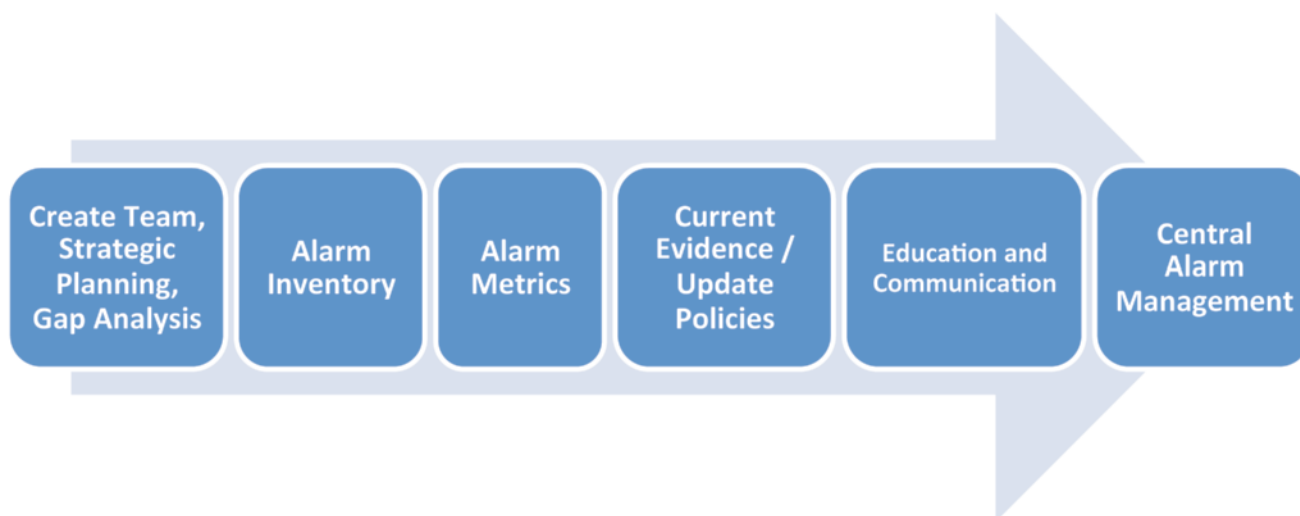 Create Team,
Strategic
Planning,
Gap Analysis
Alarm
Inventory
Alarm
Metrics
Current
Evidence /
Update
Policies
Education and
Communication
Central
Alarm
Management